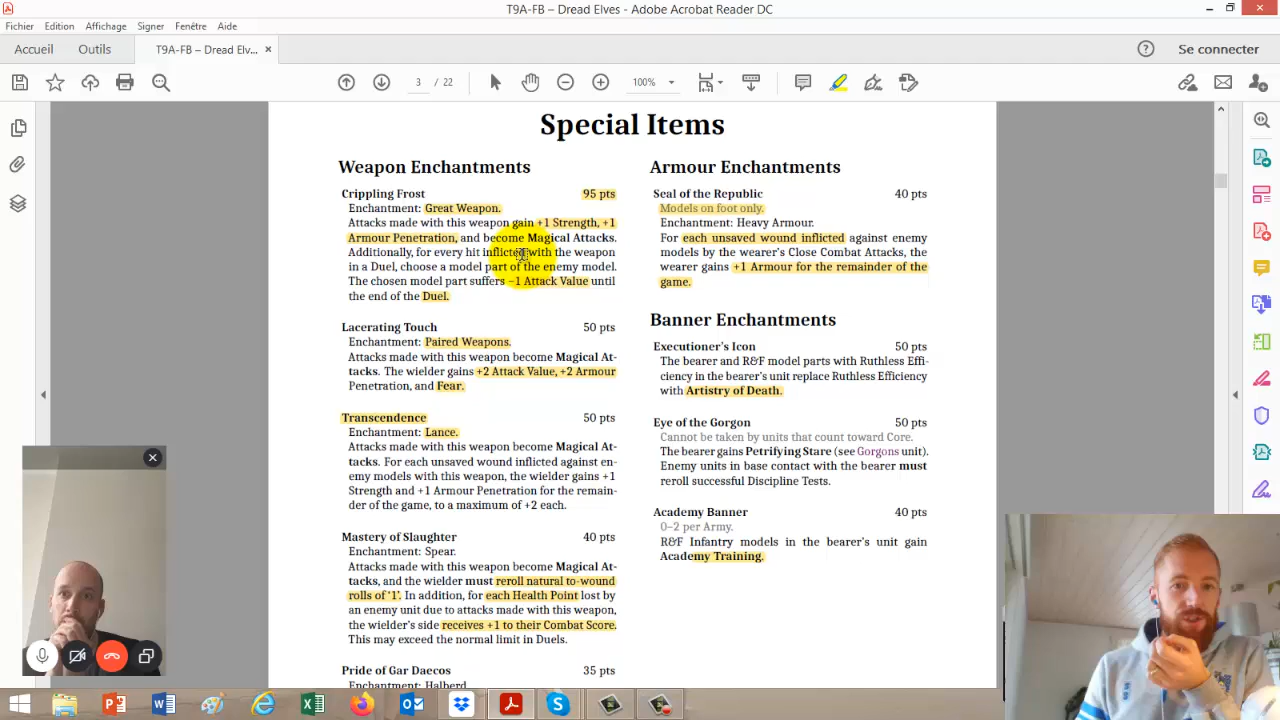 T9A-FB – Dread Elves - Adobe Acrobat Reader DC
Fichier Edition Affichage Signer Fenêtre Aide
Accueil Outils T9A-FB – Dread Elv... × Se connecter
3 / 22 100%
Special Items
Weapon Enchantments
Crippling Frost 95 pts
Enchantment: Great Weapon.
Attacks made with this weapon gain +1 Strength, +1
Armour Penetration, and become Magical Attacks.
Additionally, for every hit inflicted with the weapon
in a Duel, choose a model part of the enemy model.
The chosen model part suffers −1 Attack Value until
the end of the Duel.
Lacerating Touch 50 pts
Enchantment: Paired Weapons.
Attacks made with this weapon become Magical At-
tacks. The wielder gains +2 Attack Value, +2 Armour
Penetration, and Fear.
Transcendence 50 pts
Enchantment: Lance.
Attacks made with this weapon become Magical At-
tacks. For each unsaved wound inflicted against en-
emy models with this weapon, the wielder gains +1
Strength and +1 Armour Penetration for the remain-
der of the game, to a maximum of +2 each.
Mastery of Slaughter 40 pts
Enchantment: Spear.
Attacks made with this weapon become Magical At-
tacks, and the wielder must reroll natural to-wound
rolls of ‘1’. In addition, for each Health Point lost by
an enemy unit due to attacks made with this weapon,
the wielder’s side receives +1 to their Combat Score.
This may exceed the normal limit in Duels.
Pride of Gar Daecos 35 pts
Enchantment: Halberd.
Armour Enchantments
Seal of the Republic 40 pts
Models on foot only.
Enchantment: Heavy Armour.
For each unsaved wound inflicted against enemy
models by the wearer’s Close Combat Attacks, the
wearer gains +1 Armour for the remainder of the
game.
Banner Enchantments
Executioner’s Icon 50 pts
The bearer and R&F model parts with Ruthless Effi-
ciency in the bearer’s unit replace Ruthless Efficiency
with Artistry of Death.
Eye of the Gorgon 50 pts
Cannot be taken by units that count toward Core.
The bearer gains Petrifying Stare (see Gorgons unit).
Enemy units in base contact with the bearer must
reroll successful Discipline Tests.
Academy Banner 40 pts
0–2 per Army.
R&F Infantry models in the bearer’s unit gain
Academy Training.